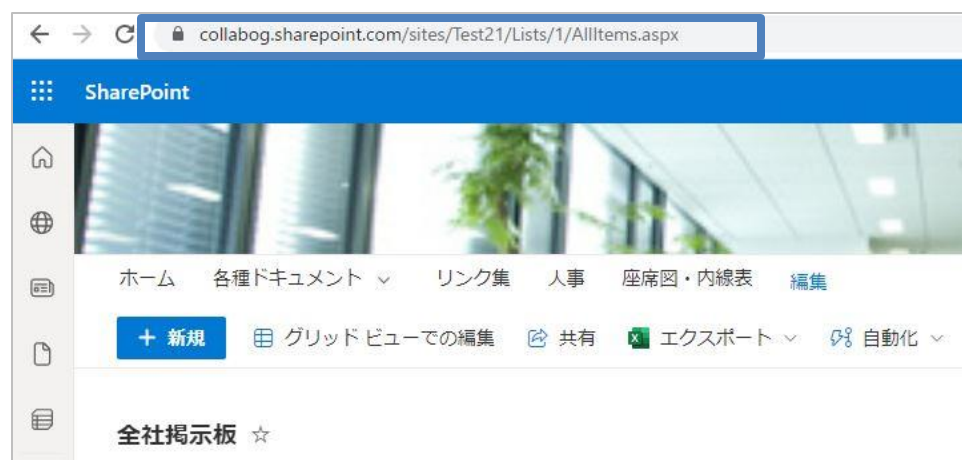 collabog.sharepoint.com/sites/Test21/Lists/1/AllItems.aspx
SharePoint
ホーム 各種ドキュメント リンク集 人事 座席図・内線表 編集
+ 新規 グリッド ビューでの編集 共有 エクスポート 自動化
全社掲示板